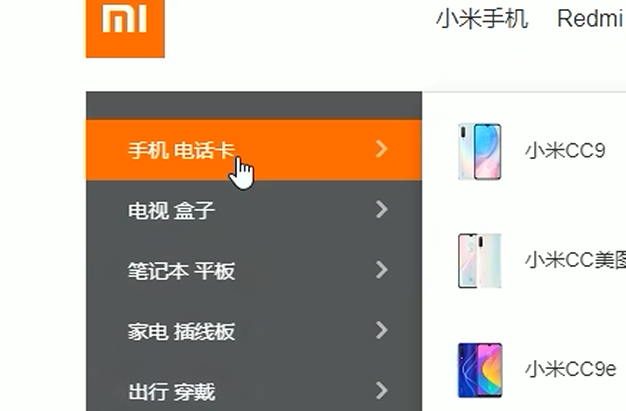 mi
小米手机 Redmi
手机 电话卡
小米CC9
电视 盒子
小米CC美图
笔记本 平板
家电 插线板
小米CC9e
出行 穿戴